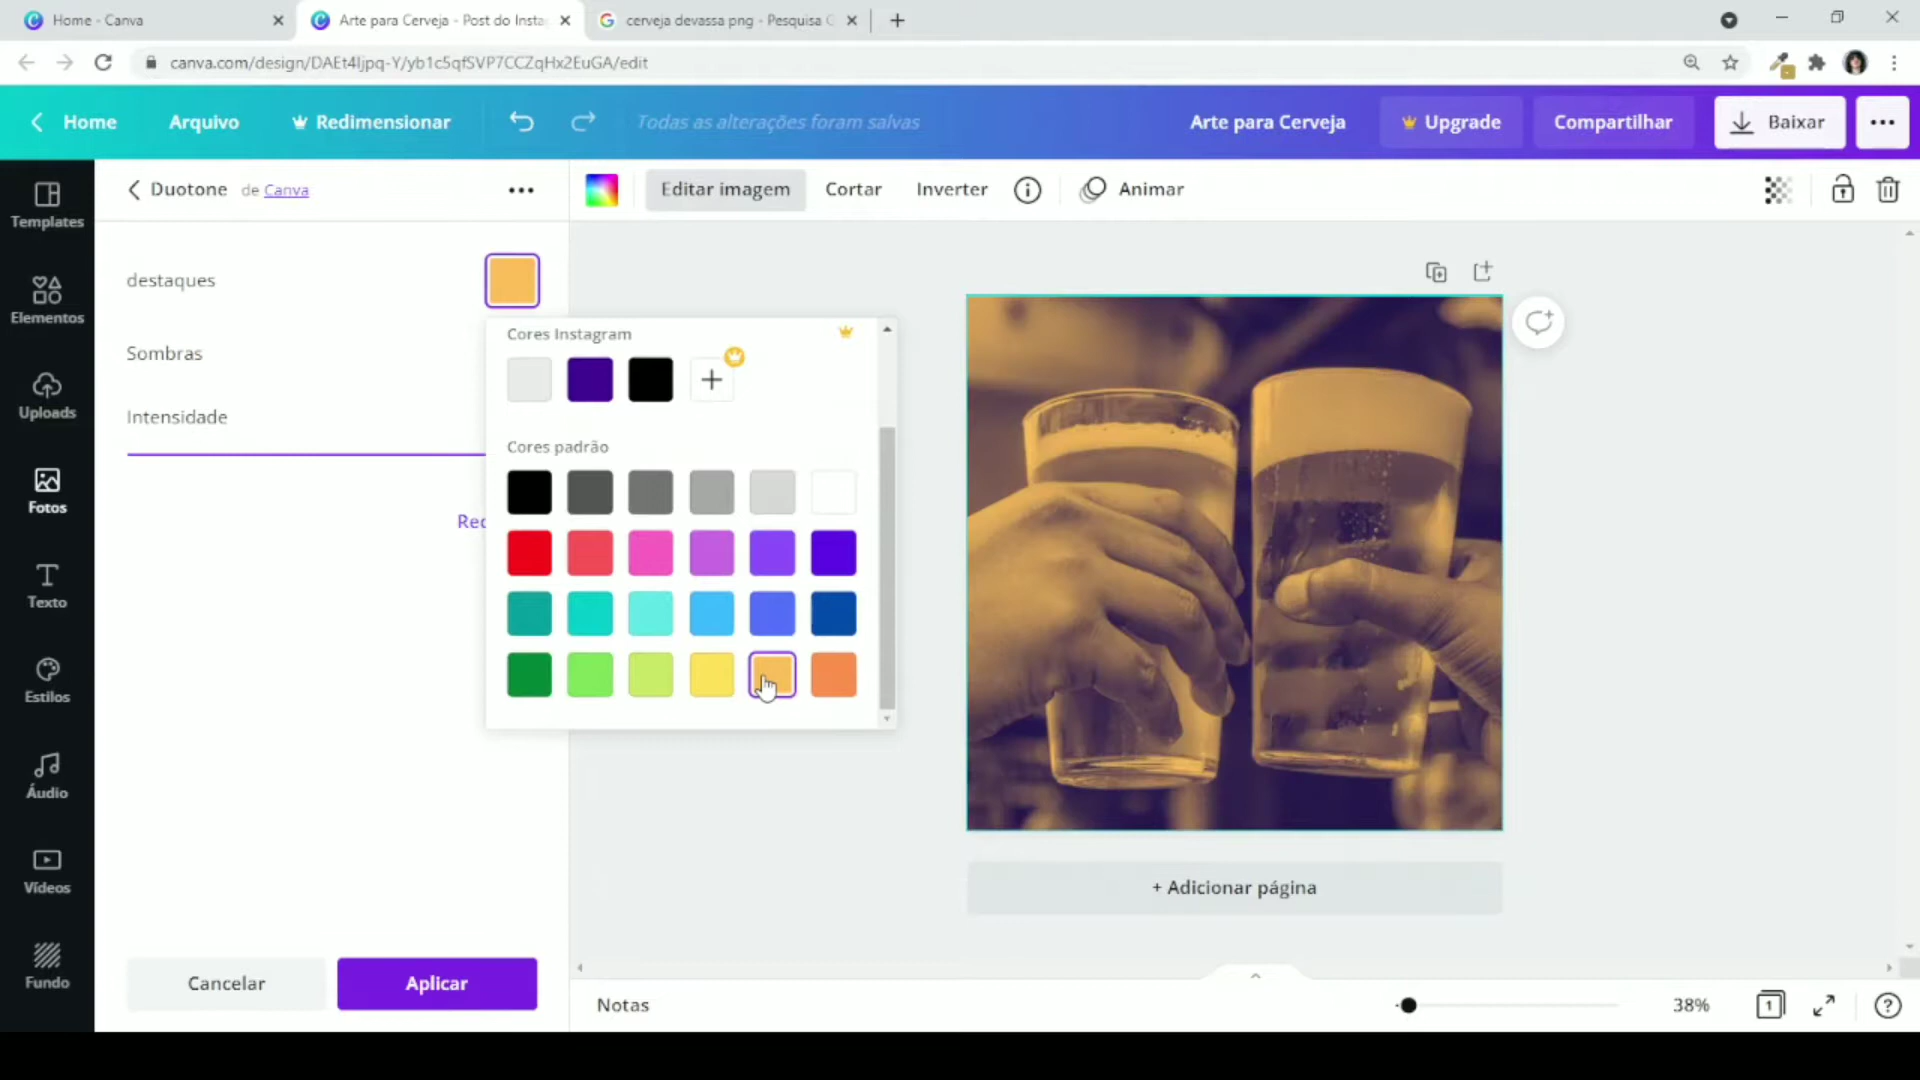 Home - Canva
Arte para Cerveja - Post do Insta
cerveja devassa png - Pesquisa
canva.com/design/DAEt4ljpq-Y/yb1c5qfSVP7CCZqHx2EuGA/edit
Home
Arquivo
Redimensionar
Todas as alterações foram salvas
Arte para Cerveja
Upgrade
Compartilhar
Baixar
Templates
Elementos
Uploads
Fotos
Texto
Estilos
Áudio
Vídeos
Fundo
Duotone de Canva
Editar imagem
Cortar
Inverter
Animar
destaques
Sombras
Intensidade
Cores Instagram
Cores padrão
+ Adicionar página
Cancelar
Aplicar
Notas
38%
1